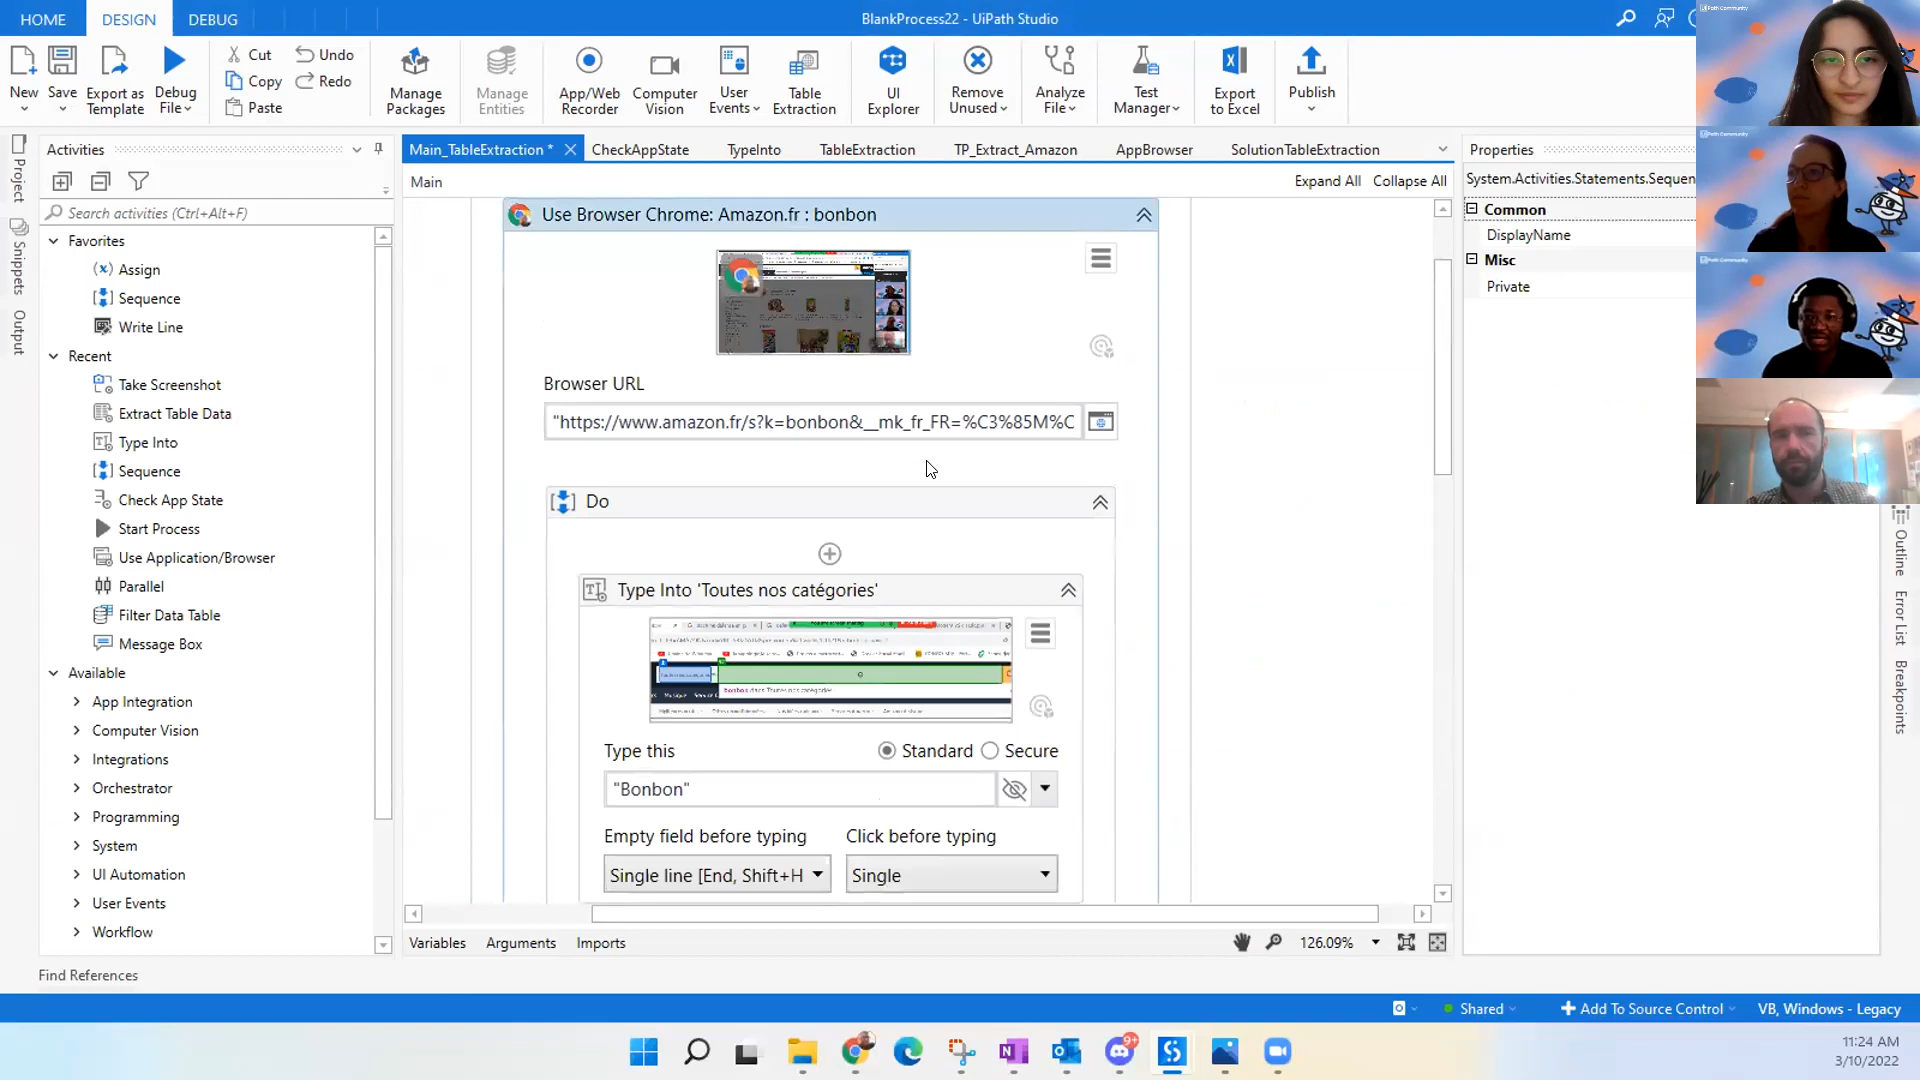 HOME
DESIGN
DEBUG
BlankProcess22 - UiPath Studio
New
Save
Export as Template
Debug File
Cut
Copy
Paste
Undo
Redo
Manage Packages
Manage Entities
App/Web Recorder
Computer Vision
User Events
Table Extraction
UI Explorer
Remove Unused
Analyze File
Test Manager
Export to Excel
Publish
Project
Snippets
Output
Activities
Search activities (Ctrl+Alt+F)
Favorites
Assign
Sequence
Write Line
Recent
Take Screenshot
Extract Table Data
Type Into
Sequence
Check App State
Start Process
Use Application/Browser
Parallel
Filter Data Table
Message Box
Available
App Integration
Computer Vision
Integrations
Orchestrator
Programming
System
UI Automation
User Events
Workflow
Find References
Main_TableExtraction *
CheckAppState
TypeInto
TableExtraction
TP_Extract_Amazon
AppBrowser
SolutionTableExtraction
Main
Expand All
Collapse All
Use Browser Chrome: Amazon.fr : bonbon
Browser URL
"https://www.amazon.fr/s?k=bonbon&__mk_fr_FR=%C3%85M%C
Do
Type Into 'Toutes nos catégories'
bonbon dans Toutes nos catégories
Type this
Standard
Secure
"Bonbon"
Empty field before typing
Click before typing
Single line [End, Shift+H
Single
Variables
Arguments
Imports
126.09%
Properties
System.Activities.Statements.Sequen
Common
DisplayName
Misc
Private
Outline
Error List
Breakpoints
Shared
Add To Source Control
VB, Windows - Legacy
9+
11:24 AM
3/10/2022